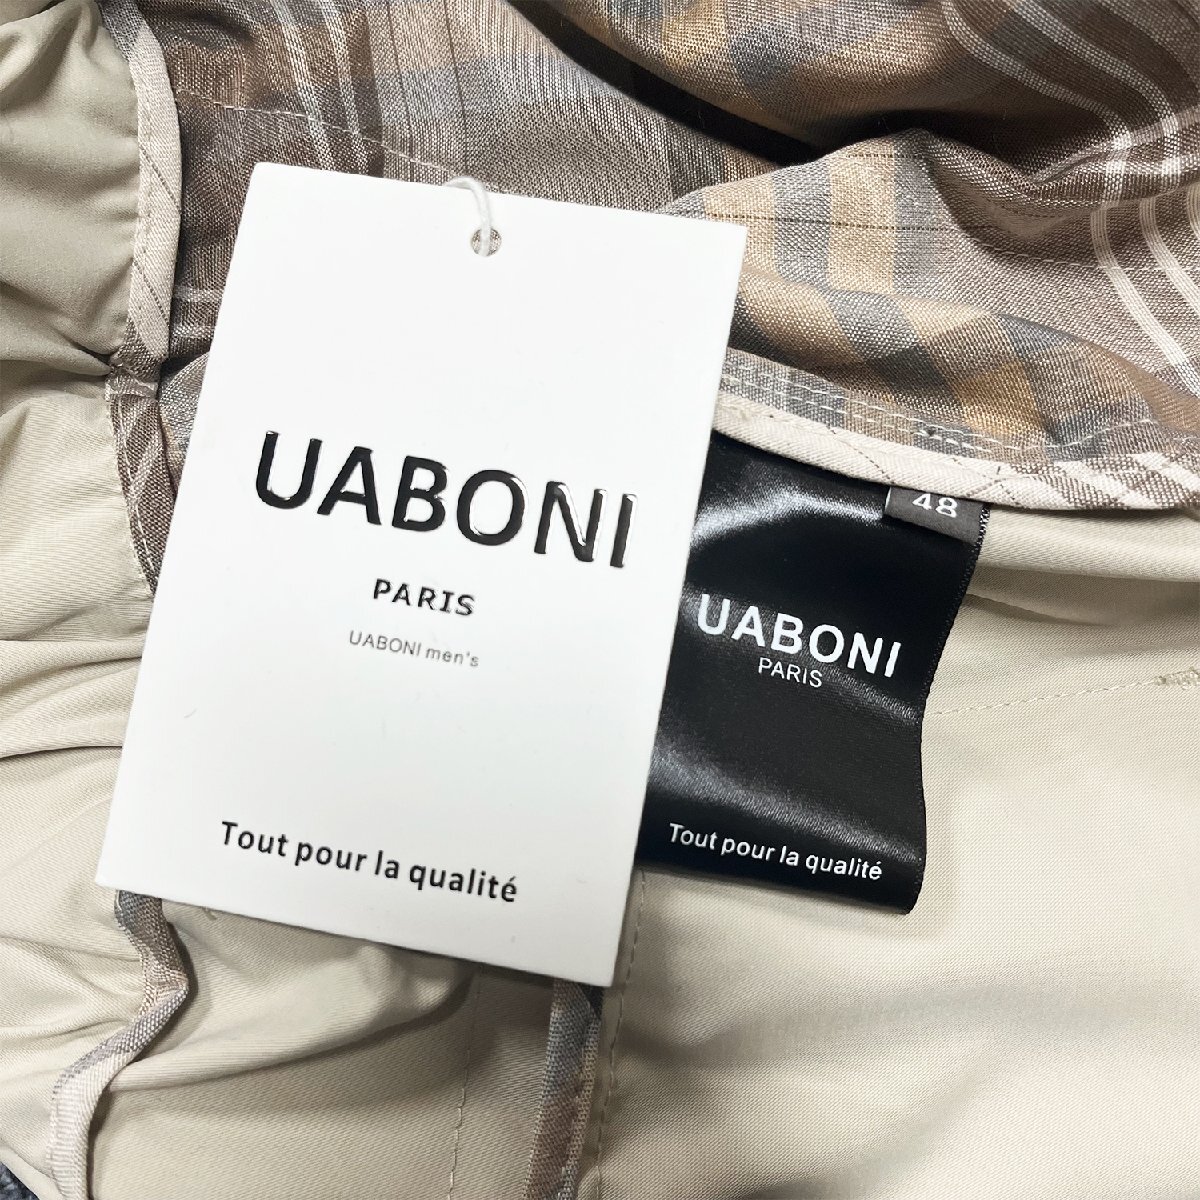 UABONI
PARIS
UABONI men's
Tout pour la qualité
48
UABONI
PARIS
Tout pour la qualité